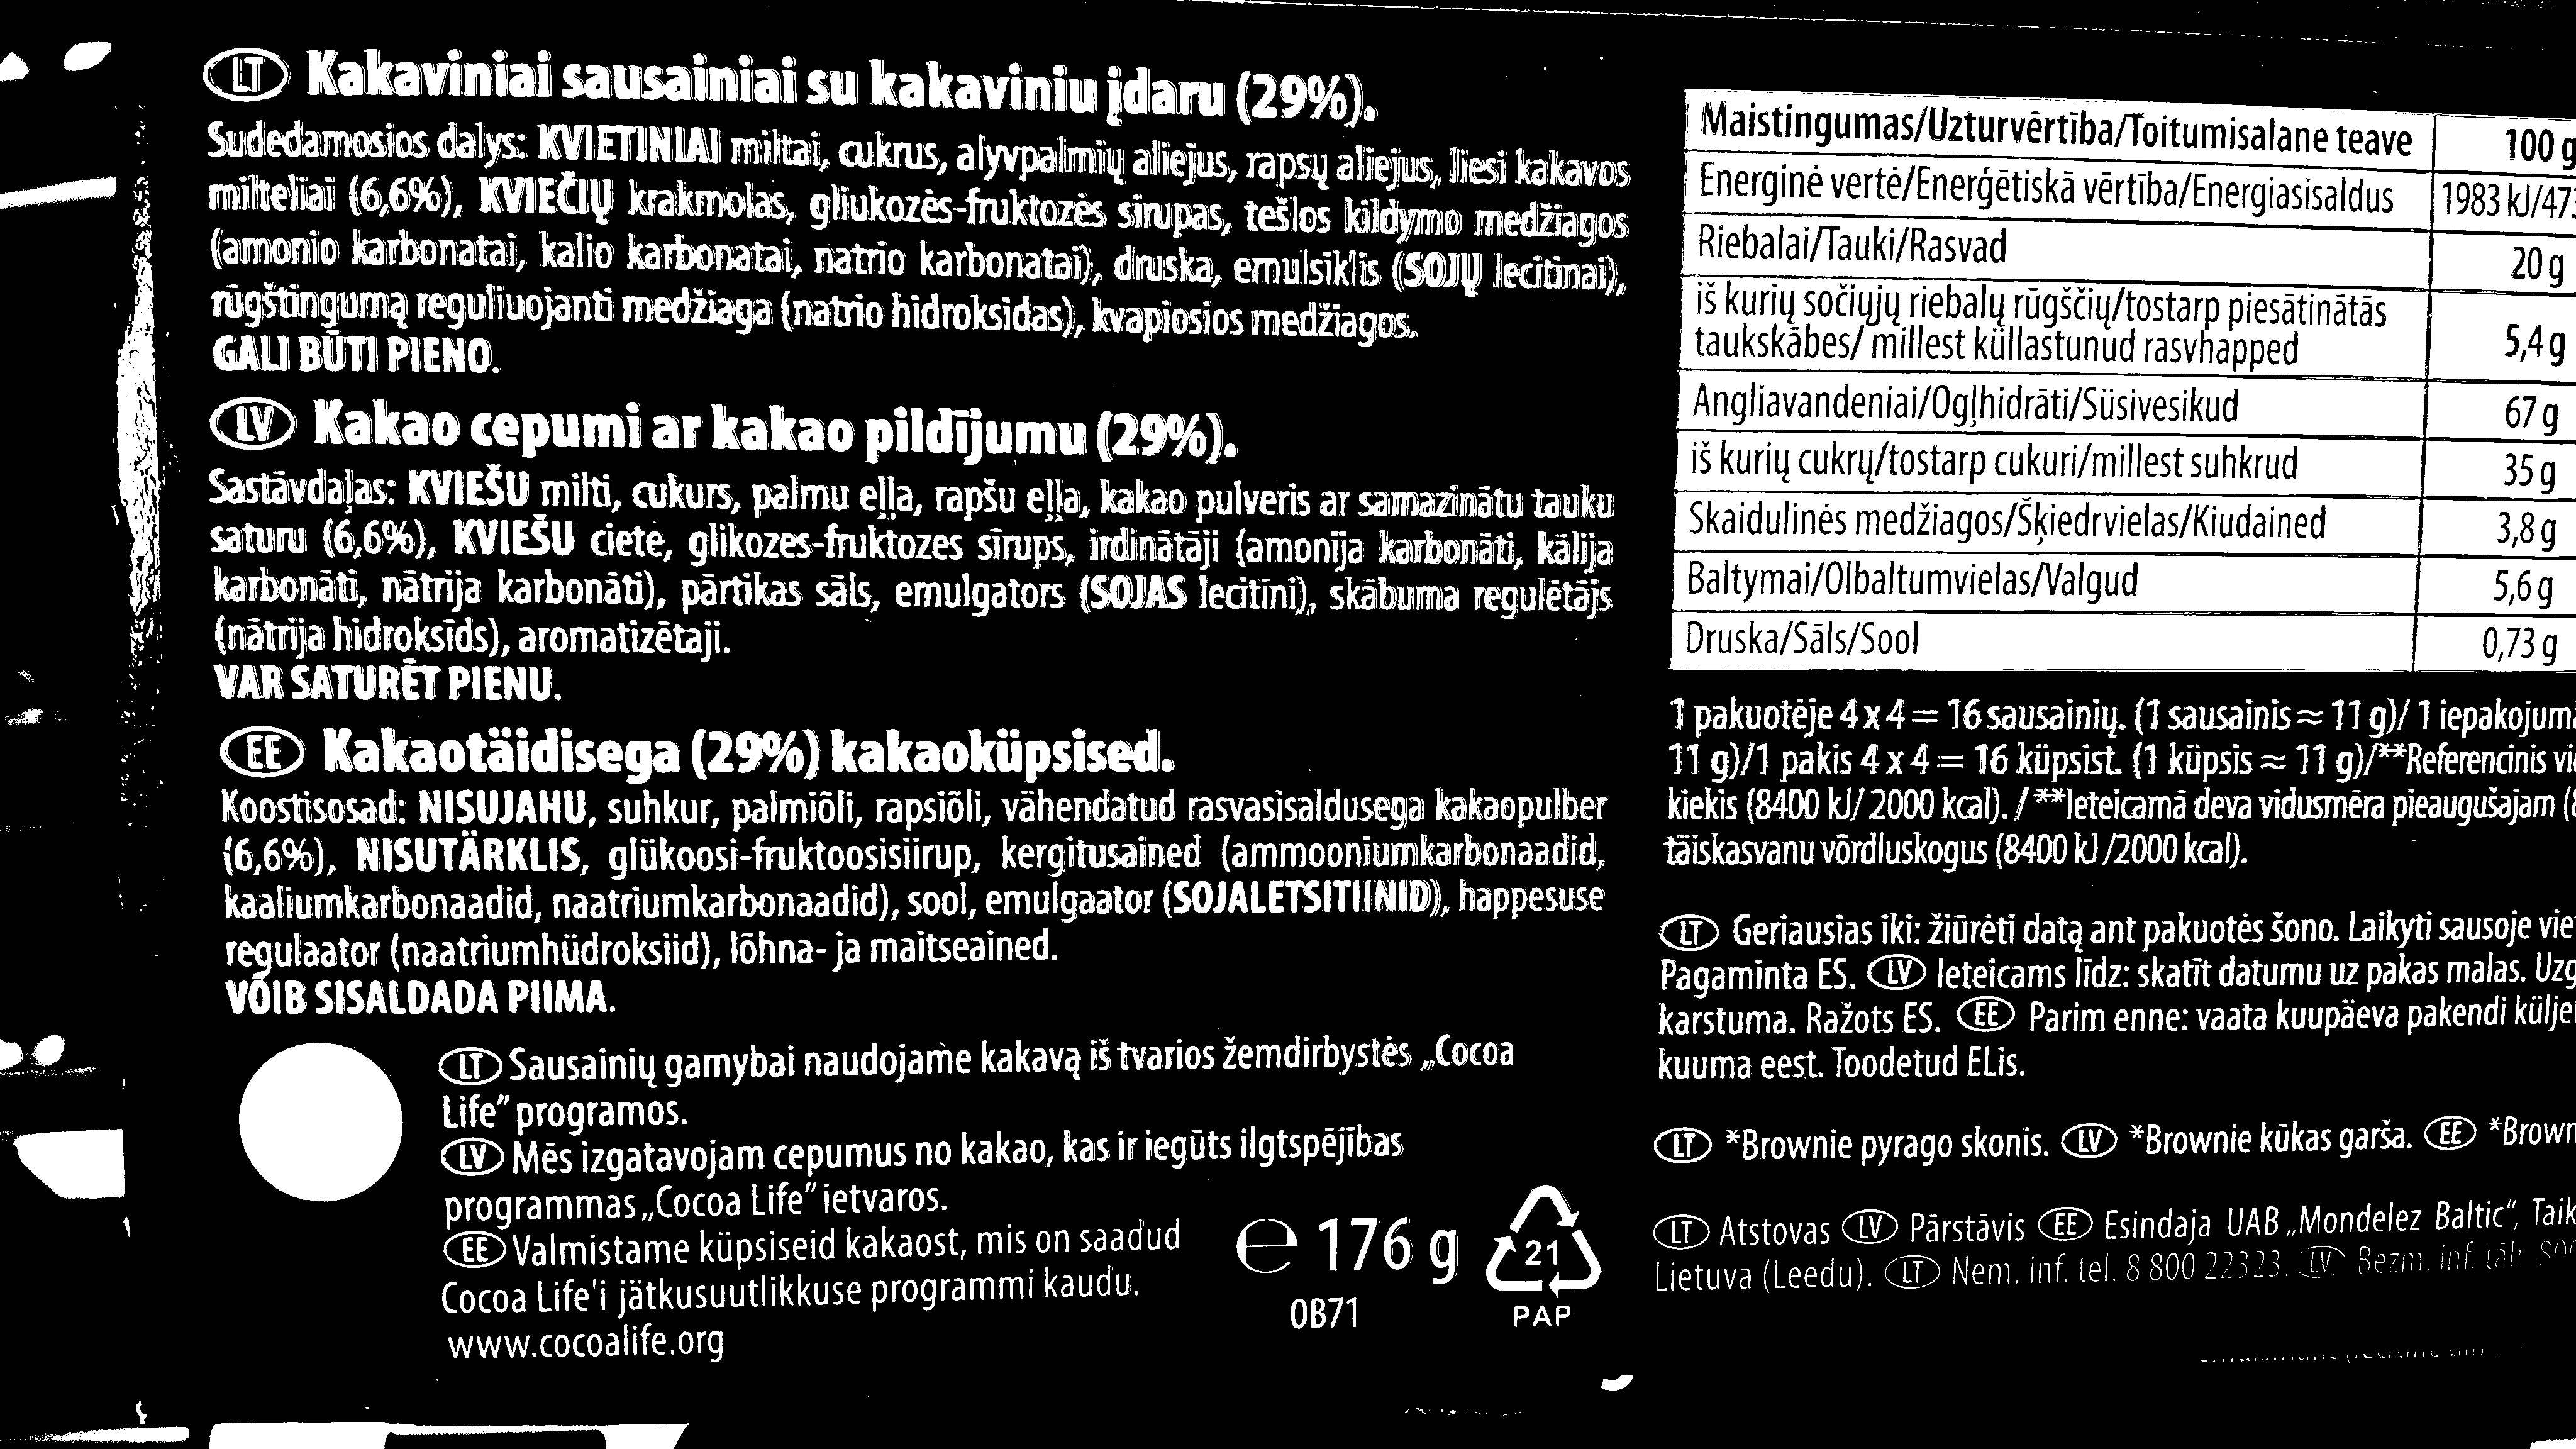 LT Kakaviniai sausainiai su kakaviniu įdaru (29%).
Sudedamosios dalys: KVIETINIAI miltai, cukrus, alyvpalmių aliejus, rapsų aliejus, liesi kakavos
milteliai (6,6%), KVIEČIŲ krakmolas, gliukozės-fruktozės sirupas, tešlos kildymo medžiagos
(amonio karbonatai, kalio karbonatai, natrio karbonatai), druska, emulsiklis (SOJŲ lecitinai),
rūgštingumą reguliuojanti medžiaga (natrio hidroksidas), kvapiosios medžiagos.
GALI BŪTI PIENO.
LV Kakao cepumi ar kakao pildījumu (29%).
Sastāvdaļas: KVIEŠU milti, cukurs, palmu eļļa, rapšu eļļa, kakao pulveris ar samazinātu tauku
saturu (6,6%), KVIEŠU ciete, glikozes-fruktozes sīrups, irdinātāji (amonija karbonāti, kālija
karbonāti, nātrija karbonāti), pārtikas sāls, emulgators (SOJAS lecitīni), skābuma regulētājs
(nātrija hidroksīds), aromatizētaji.
VAR SATURĒT PIENU.
EE Kakaotäidisega (29%) kakaoküpsised.
Koostisosad: NISUJAHU, suhkur, palmiõli, rapsiõli, vähendatud rasvasisaldusega kakaopulber
(6,6%), NISUTÄRKLIS, glükoosi-fruktoosisiirup, kergitusained (ammooniumkarbonaadid,
kaaliumkarbonaadid, naatriumkarbonaadid), sool, emulgaator (SOJALETSITIINID), happesuse
regulaator (naatriumhüdroksiid), lõhna- ja maitseained.
VÕIB SISALDADA PIIMA.
LT Sausainių gamybai naudojame kakavą iš tvarios žemdirbystės „Cocoa
Life” programos.
LV Mēs izgatavojam cepumus no kakao, kas ir iegūts ilgtspējības
programmas „Cocoa Life” ietvaros.
EE Valmistame küpsiseid kakaost, mis on saadud
Cocoa Life'i jätkusuutlikkuse programmi kaudu.
www.cocoalife.org
e 176 g
0B71
21
PAP
Maistingumas/Uzturvērtība/Toitumisalane teave 100 g
Energinė vertė/Enerģētiskā vērtība/Energiasisaldus 1983 kJ/473
Riebalai/Tauki/Rasvad 20 g
iš kurių sočiųjų riebalų rūgščių/tostarp piesātinātās
taukskābes/ millest küllastunud rasvhapped 5,4 g
Angliavandeniai/Ogļhidrāti/Süsivesikud 67 g
iš kurių cukrų/tostarp cukuri/millest suhkrud 35 g
Skaidulinės medžiagos/Šķiedrvielas/Kiudained 3,8 g
Baltymai/Olbaltumvielas/Valgud 5,6 g
Druska/Sāls/Sool 0,73 g
1 pakuotėje 4 x 4 = 16 sausainių. (1 sausainis ≈ 11 g)/ 1 iepakojum
11 g)/1 pakis 4 x 4 = 16 küpsist. (1 küpsis ≈ 11 g)/**Referencinis
kiekis (8400 kJ/ 2000 kcal). / **Ieteicamā deva vidusmēra pieaugušajam
täiskasvanu võrdluskogus (8400 kJ /2000 kcal).
LT Geriausias iki: žiūrėti datą ant pakuotės šono. Laikyti sausoje vie
Pagaminta ES. LV Ieteicams līdz: skatīt datumu uz pakas malas. Uzg
karstuma. Ražots ES. EE Parim enne: vaata kuupäeva pakendi külje
kuuma eest. Toodetud ELis.
LT *Brownie pyrago skonis. LV *Brownie kūkas garša. EE *Brown
LT Atstovas LV Pārstāvis EE Esindaja UAB „Mondelez Baltic“, Taik
Lietuva (Leedu). LT Nem. inf. tel. 8 800 22323. LV Bezm. inf. tālr.